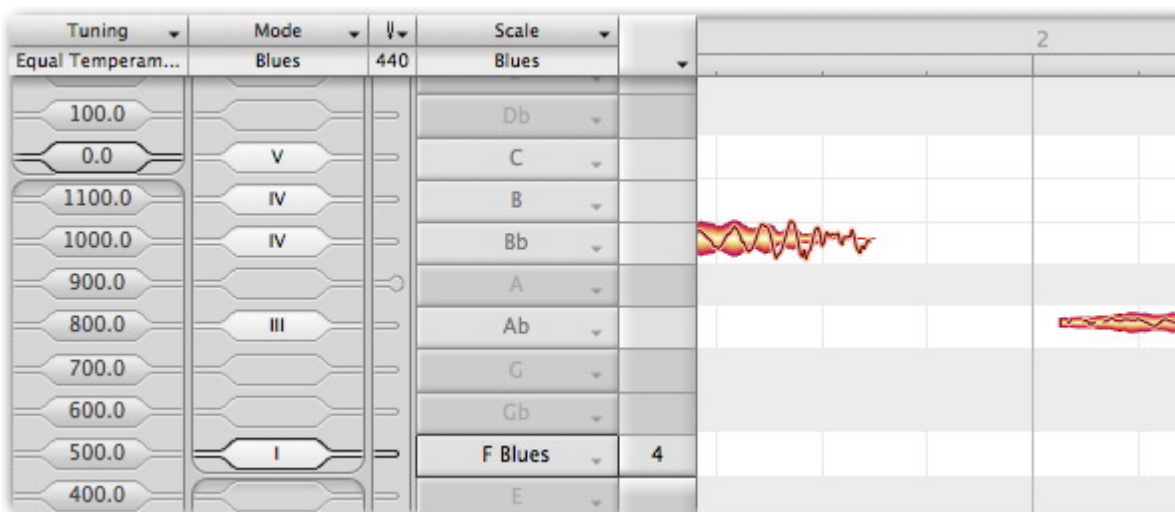 Tuning Mode Scale
Equal Temperam... Blues 440 Blues 2
100.0 Db
0.0 V C
1100.0 IV B
1000.0 IV Bb
900.0 A
800.0 III Ab
700.0 G
600.0 Gb
500.0 I F Blues 4
400.0 E